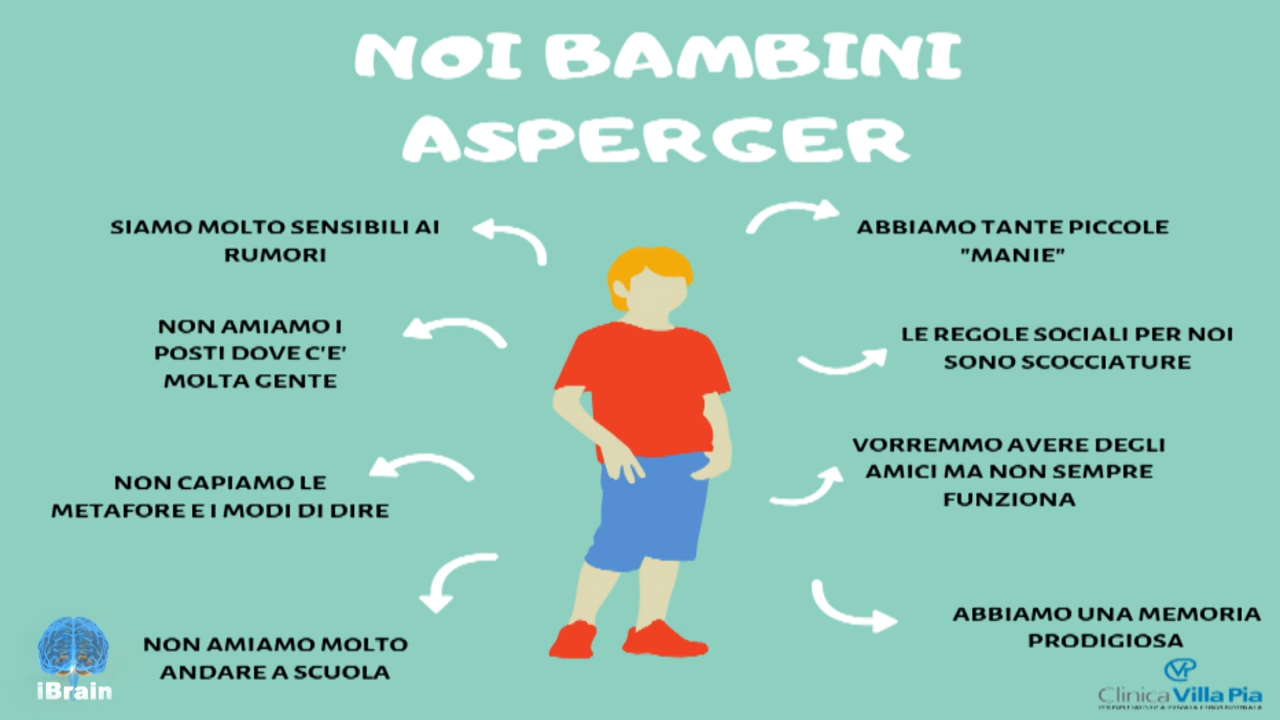 NOI BAMBINI
ASPERGER
SIAMO MOLTO SENSIBILI AI
RUMORI
NON AMIAMO I
POSTI DOVE C'E'
MOLTA GENTE
NON CAPIAMO LE
METAFORE E I MODI DI DIRE
NON AMIAMO MOLTO
ANDARE A SCUOLA
ABBIAMO TANTE PICCOLE
"MANIE"
LE REGOLE SOCIALI PER NOI
SONO SCOCCIATURE
VORREMMO AVERE DEGLI
AMICI MA NON SEMPRE
FUNZIONA
ABBIAMO UNA MEMORIA
PRODIGIOSA
iBrain
VP
Clinica Villa Pia